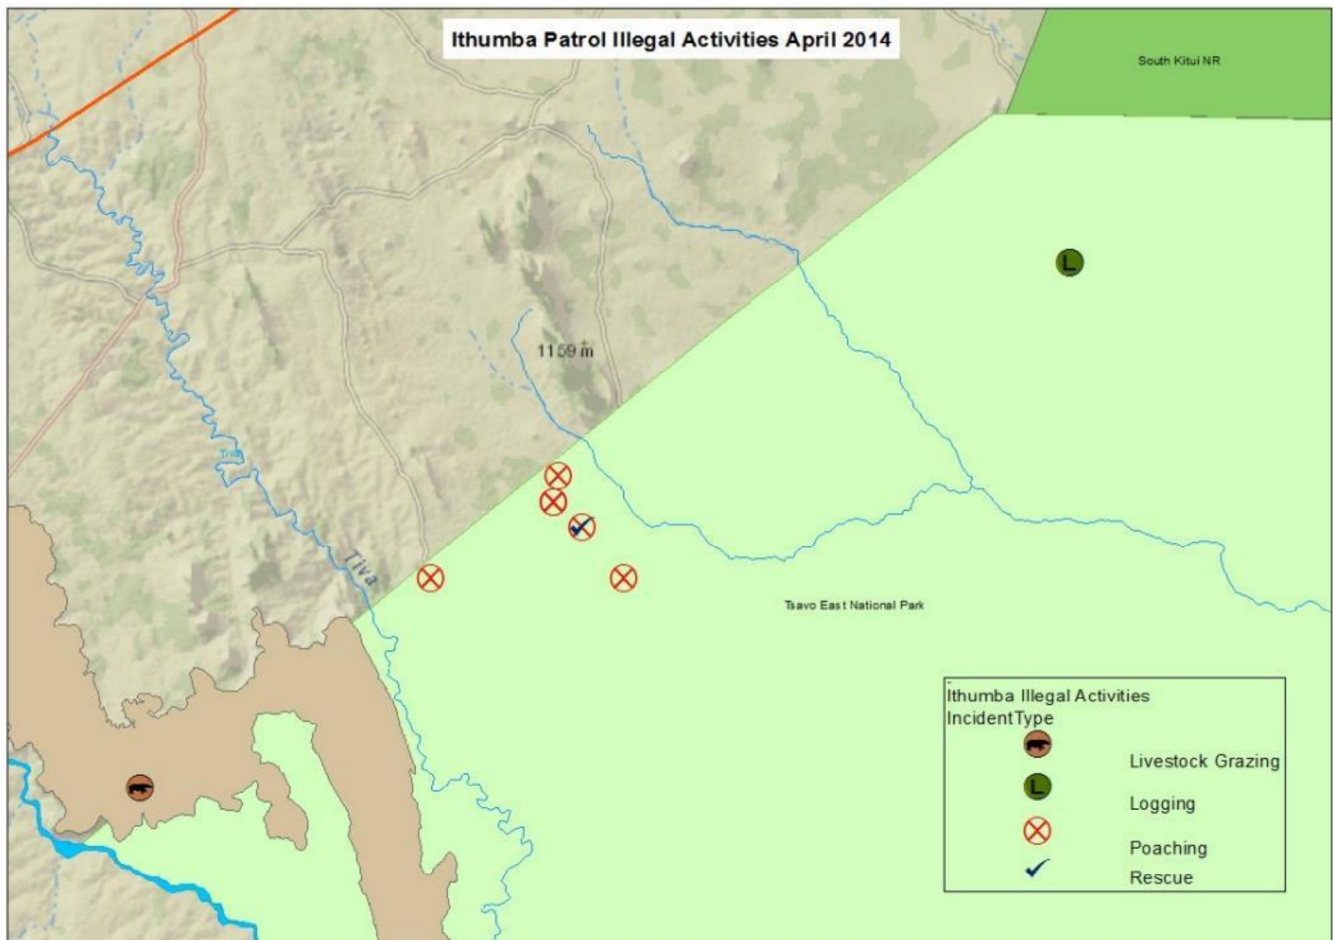 Ithumba Patrol Illegal Activities April 2014
South Kitui NR
L
1159 m
Tiva
Tiva
Tsavo East National Park
Ithumba Illegal Activities
IncidentType
Livestock Grazing
L
Logging
Poaching
Rescue